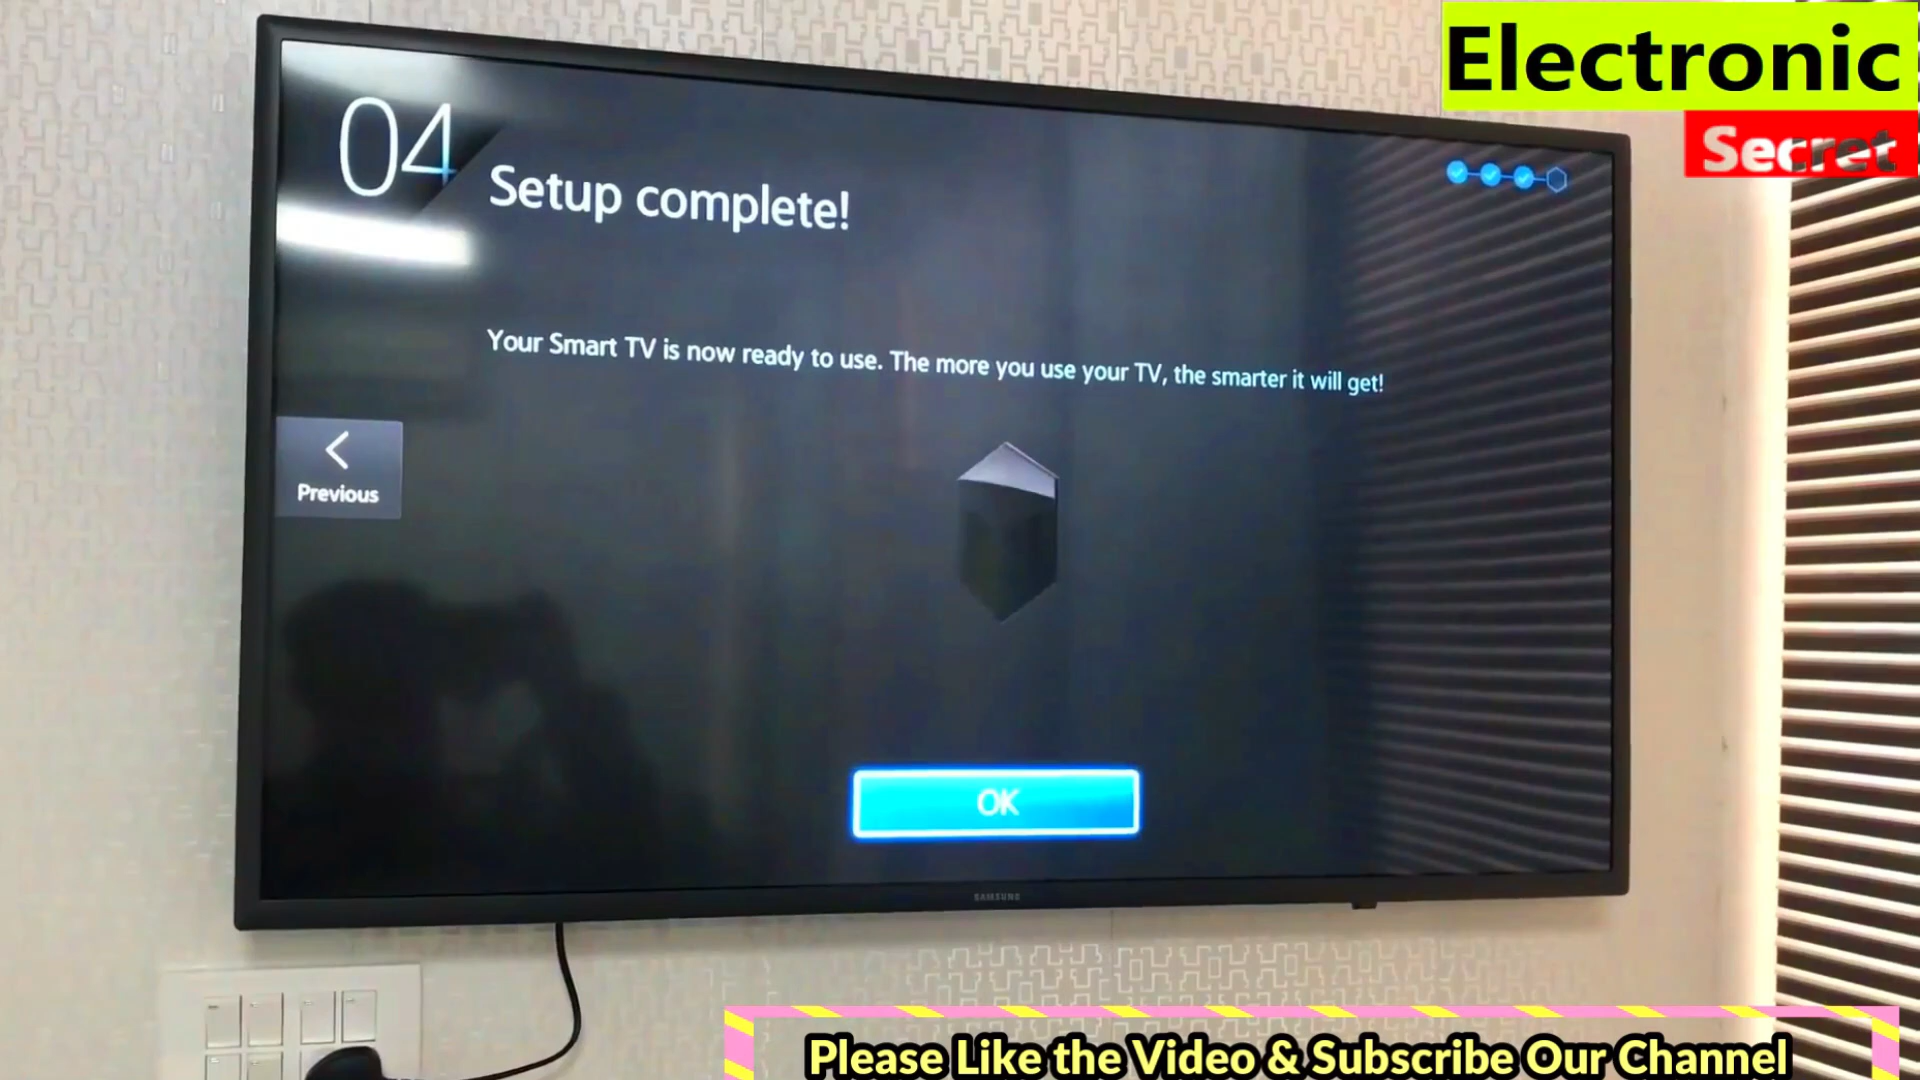 Electronic
Secret
04
Setup complete!
Your Smart TV is now ready to use. The more you use your TV, the smarter it will get!
Previous
OK
SAMSUNG
Please Like the Video & Subscribe Our Channel